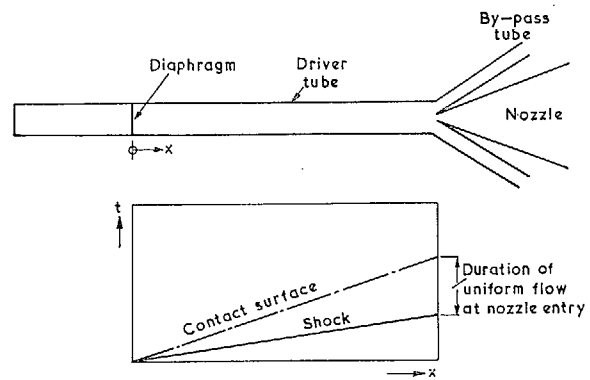 By-pass
tube
Diaphragm
Driver
tube
Nozzle
x
t
Contact surface
Shock
Duration of
uniform flow
at nozzle entry
x